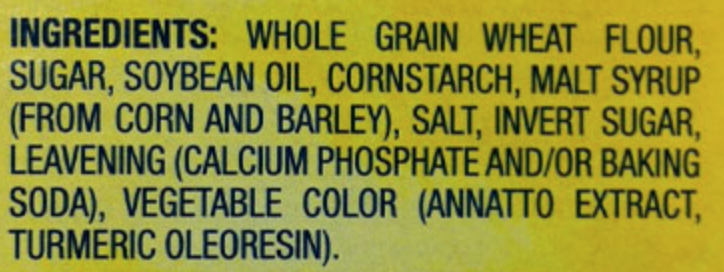 INGREDIENTS: WHOLE GRAIN WHEAT FLOUR,
SUGAR, SOYBEAN OIL, CORNSTARCH, MALT SYRUP
(FROM CORN AND BARLEY), SALT, INVERT SUGAR,
LEAVENING (CALCIUM PHOSPHATE AND/OR BAKING
SODA), VEGETABLE COLOR (ANNATTO EXTRACT,
TURMERIC OLEORESIN).